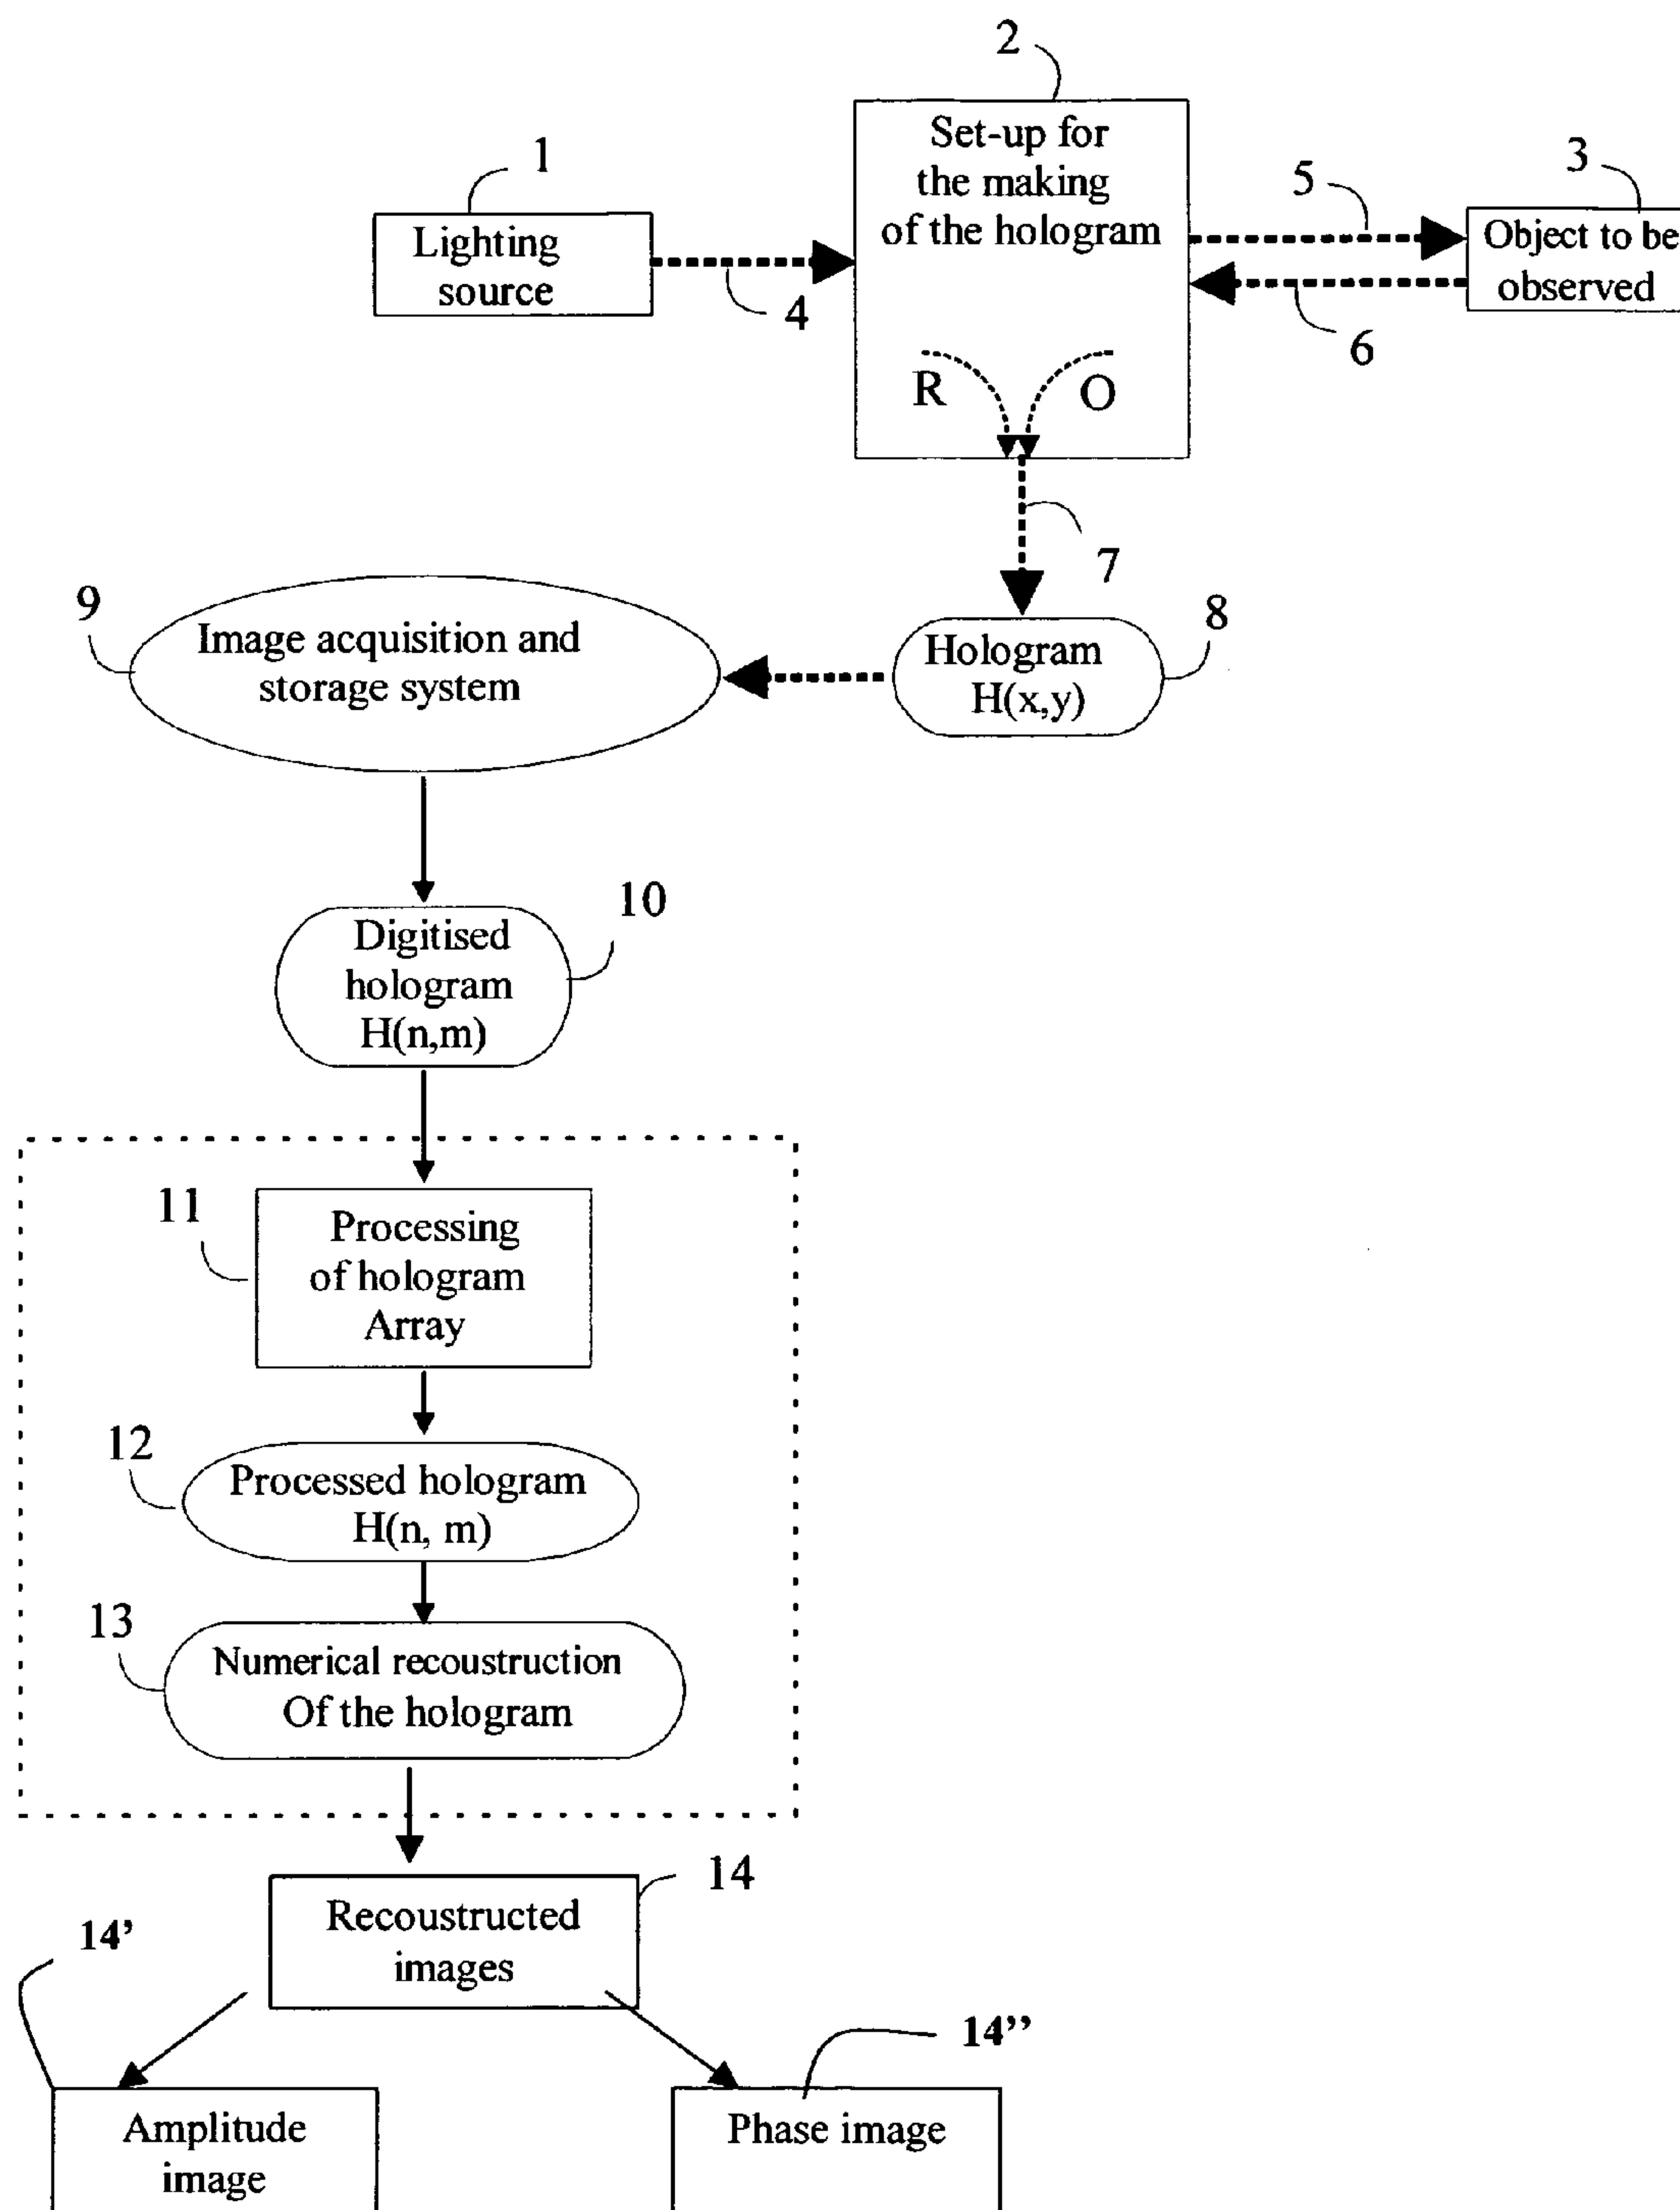 2
Set-up for
the making
of the hologram
1
Lighting
source
4
5
3
Object to be
observed
6
R
O
7
9
Image acquisition and
storage system
8
Hologram
H(x,y)
10
Digitised
hologram
H(n,m)
11
Processing
of hologram
Array
12
Processed hologram
H(n, m)
13
Numerical recoustruction
Of the hologram
14
Recoustructed
images
14'
14''
Amplitude
image
Phase image